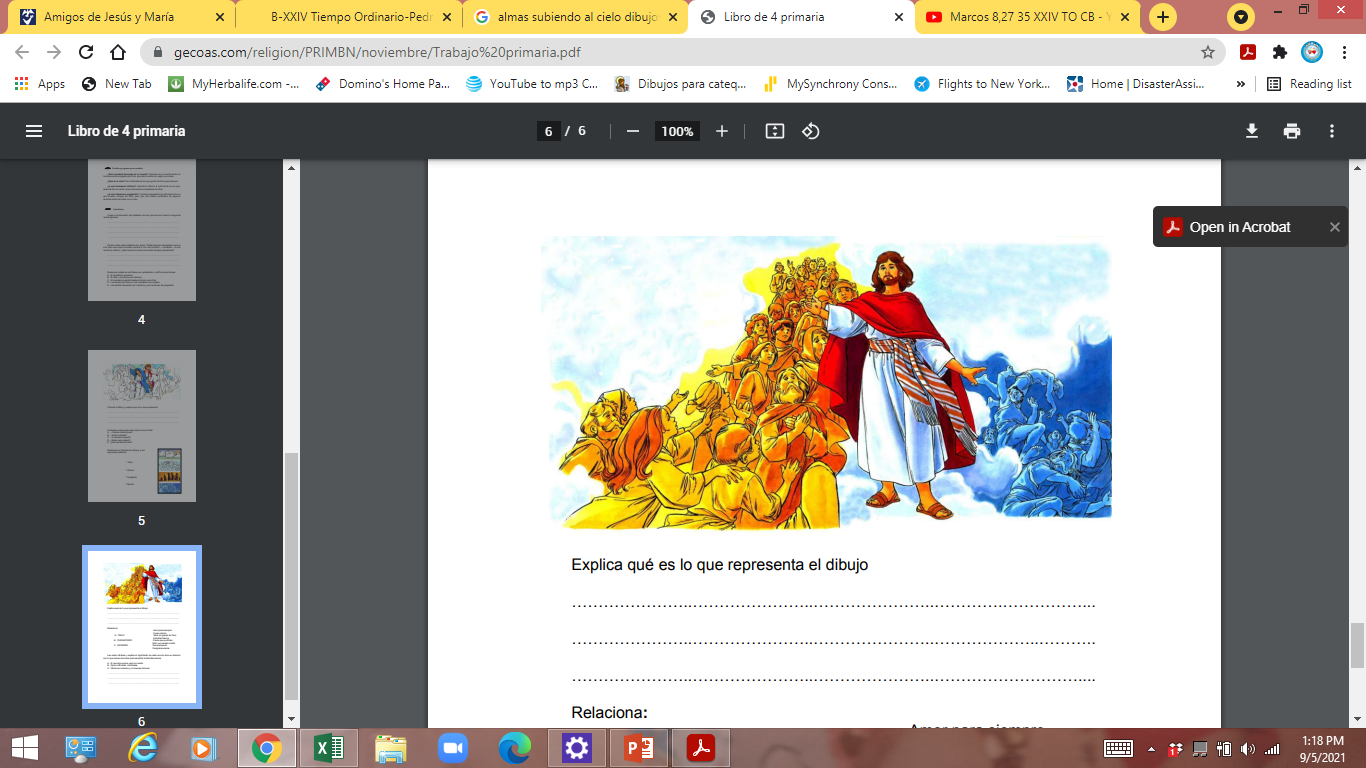 Amigos de Jesús y María
B-XXIV Tiempo Ordinario-Pedr
almas subiendo al cielo dibujo
Libro de 4 primaria
Marcos 8,27 35 XXIV TO CB - Y
gecoas.com/religion/PRIMBN/noviembre/Trabajo%20primaria.pdf
Apps
New Tab
MyHerbalife.com -...
Domino's Home Pa...
YouTube to mp3 C...
Dibujos para cateq...
MySynchrony Cons...
Flights to New York...
Home | DisasterAssi...
»
Reading list
Libro de 4 primaria
6 / 6
100%
Open in Acrobat
4
5
6
Explica qué es lo que representa el dibujo
Relaciona:
Amor para siempre
1:18 PM
9/5/2021